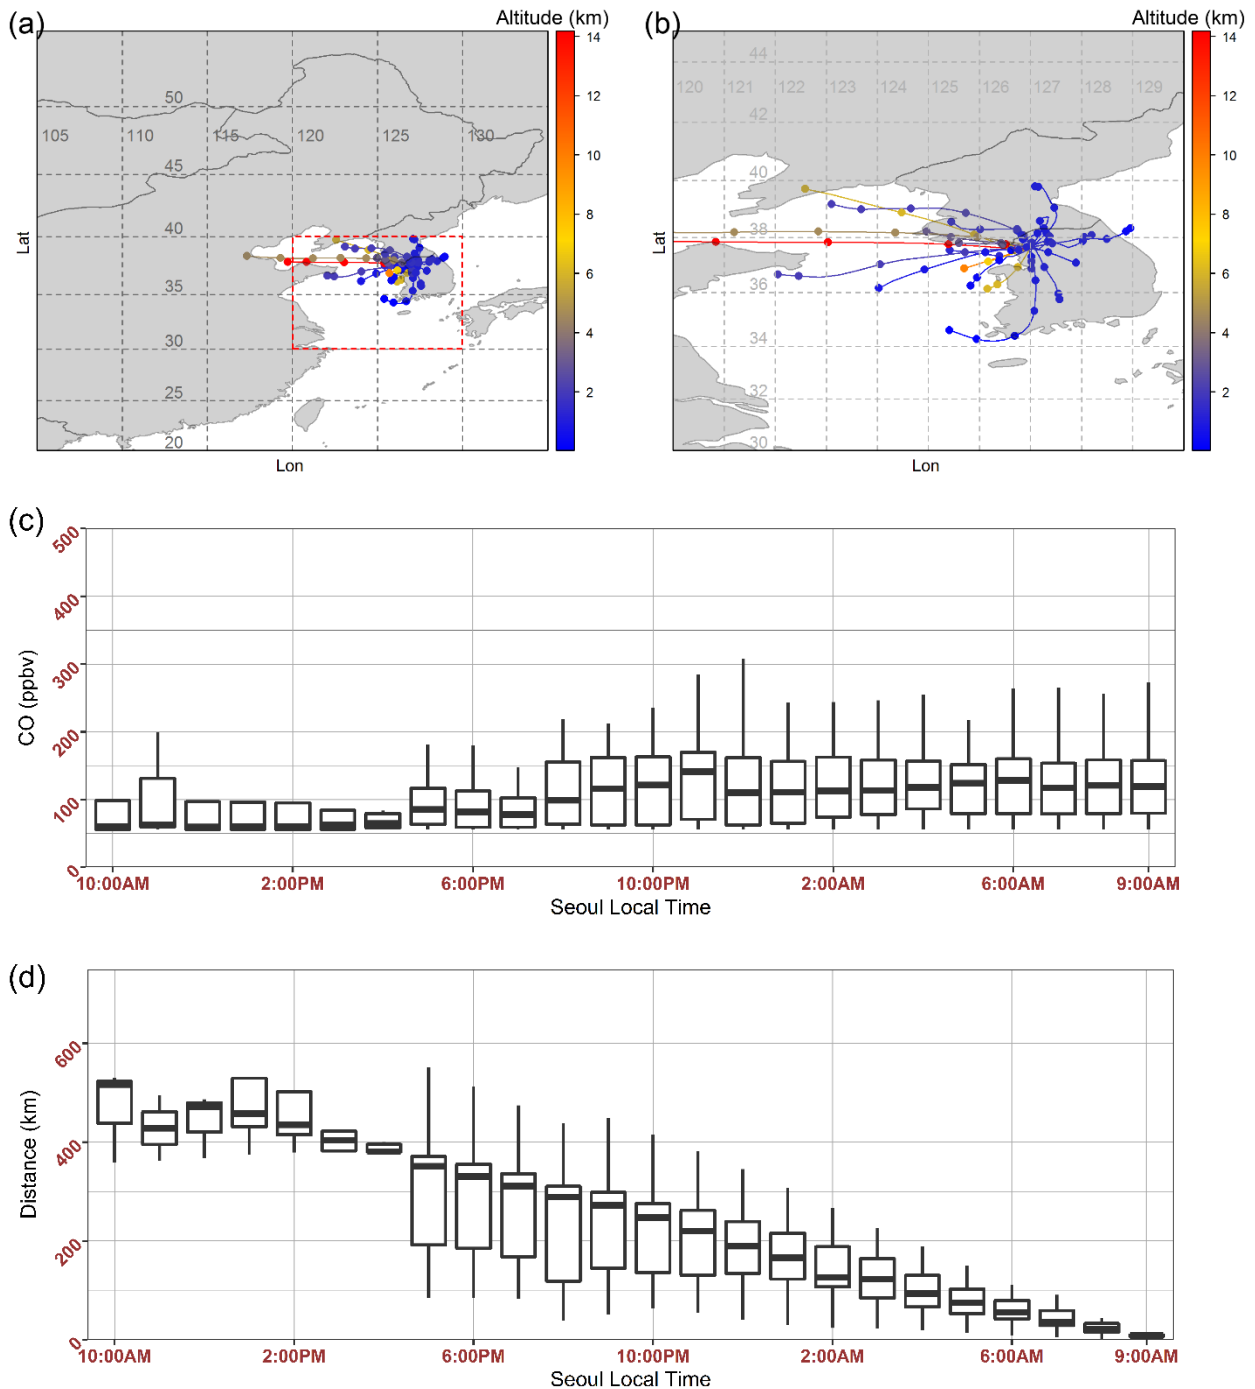 (a)
Altitude (km)
14
12
10
8
6
4
2
50
105
110
115
120
125
130
45
40
35
30
25
20
Lat
Lon
(b)
Altitude (km)
14
12
10
8
6
4
2
44
120
121
122
123
124
125
126
127
128
129
42
40
38
36
34
32
30
Lat
Lon
(c)
500
400
300
200
100
0
CO (ppbv)
10:00AM
2:00PM
6:00PM
10:00PM
2:00AM
6:00AM
9:00AM
Seoul Local Time
(d)
600
400
200
0
Distance (km)
10:00AM
2:00PM
6:00PM
10:00PM
2:00AM
6:00AM
9:00AM
Seoul Local Time